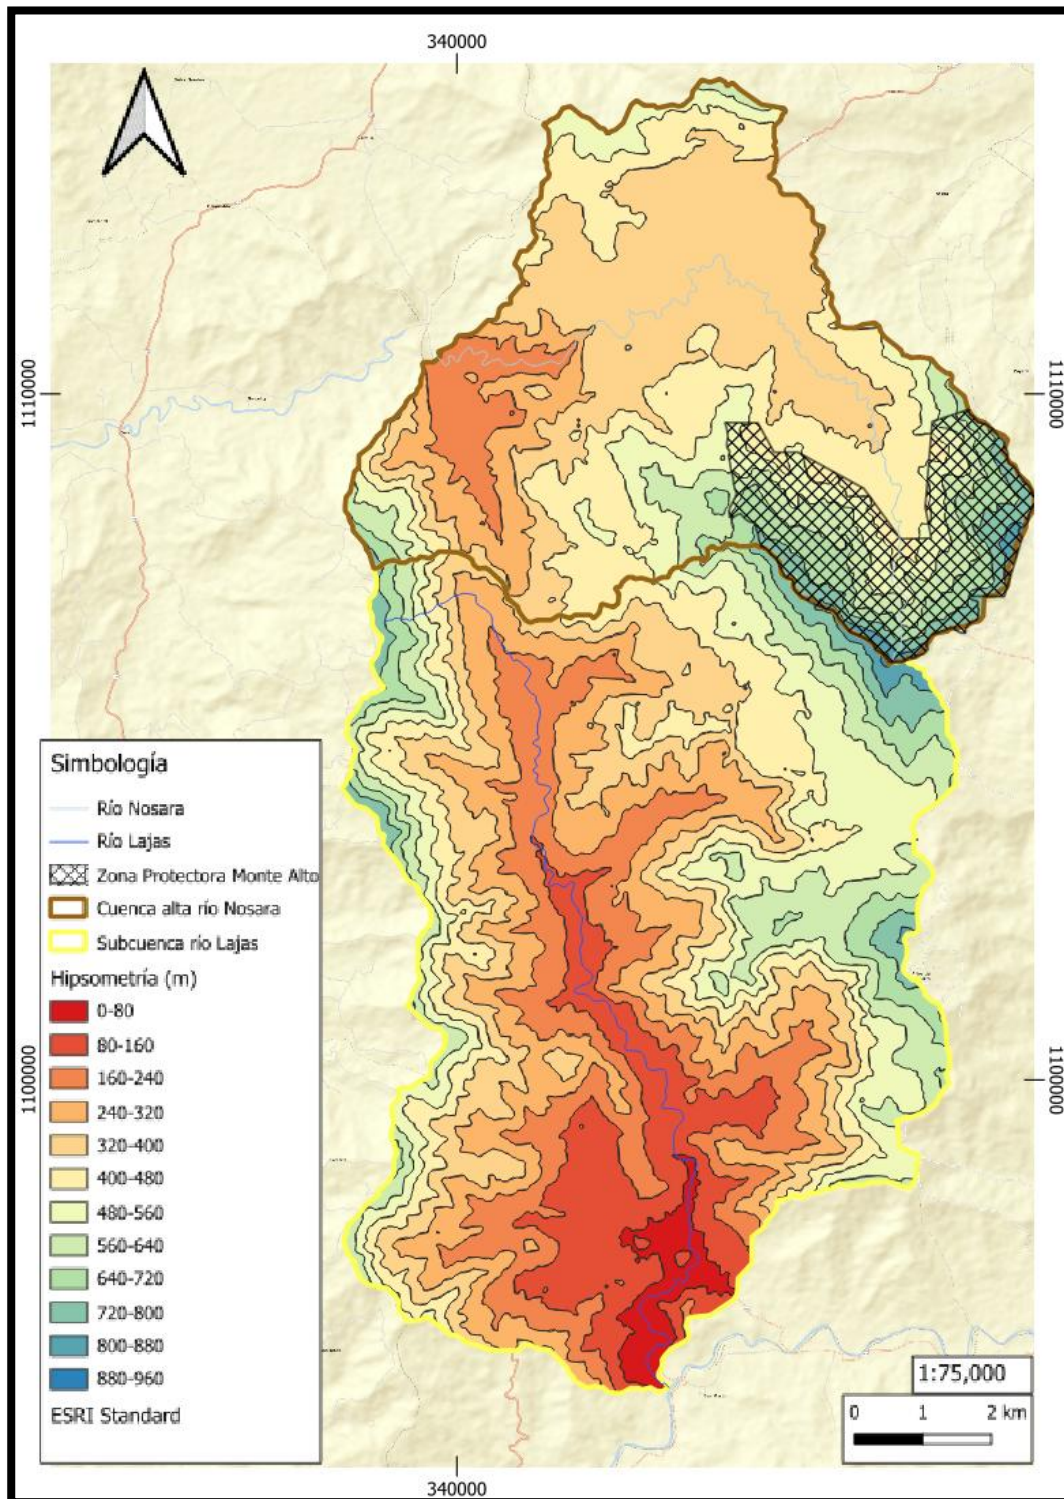 340000
1110000
1110000
1100000
1100000
Simbología
Río Nosara
Río Lajas
Zona Protectora Monte Alto
Cuenca alta río Nosara
Subcuenca río Lajas
Hipsometría (m)
0-80
80-160
160-240
240-320
320-400
400-480
480-560
560-640
640-720
720-800
800-880
880-960
ESRI Standard
1:75,000
0 1 2 km
340000